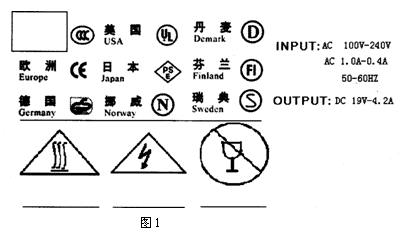 美 国
USA
UL
丹 麦
Demark
D
欧 洲
Europe
CE
日 本
Japan
PS
E
芬 兰
Finland
FI
德 国
Germany
挪 威
Norway
N
瑞 典
Sweden
S
INPUT: AC 100V-240V
AC 1.0A-0.4A
50-60HZ
OUTPUT: DC 19V-4.2A
图1